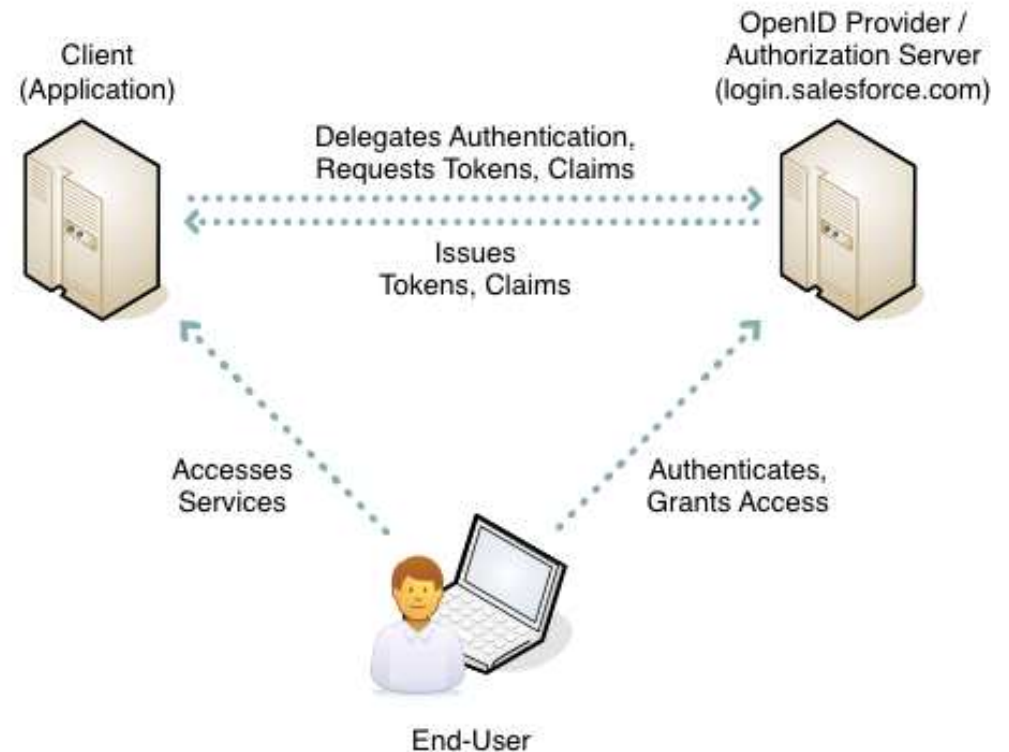 Client
(Application)
OpenID Provider /
Authorization Server
(login.salesforce.com)
Delegates Authentication,
Requests Tokens, Claims
Issues
Tokens, Claims
Accesses
Services
Authenticates,
Grants Access
End-User